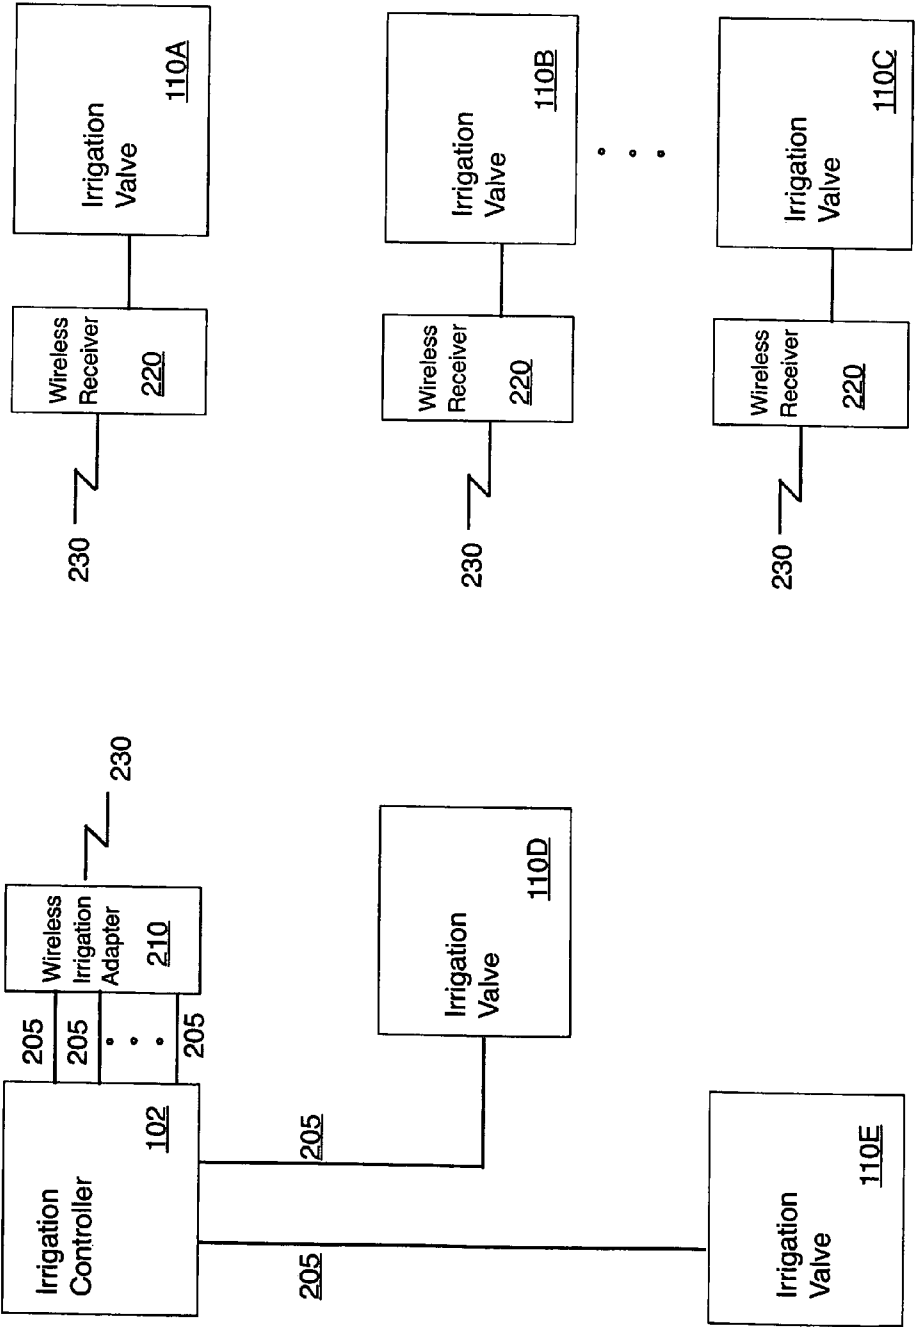 Irrigation
Controller
102
205
205
205
Wireless
Irrigation
Adapter
210
230
230
Wireless
Receiver
220
Irrigation
Valve
110A
205
Irrigation
Valve
110D
230
Wireless
Receiver
220
Irrigation
Valve
110B
205
Irrigation
Valve
110E
230
Wireless
Receiver
220
Irrigation
Valve
110C